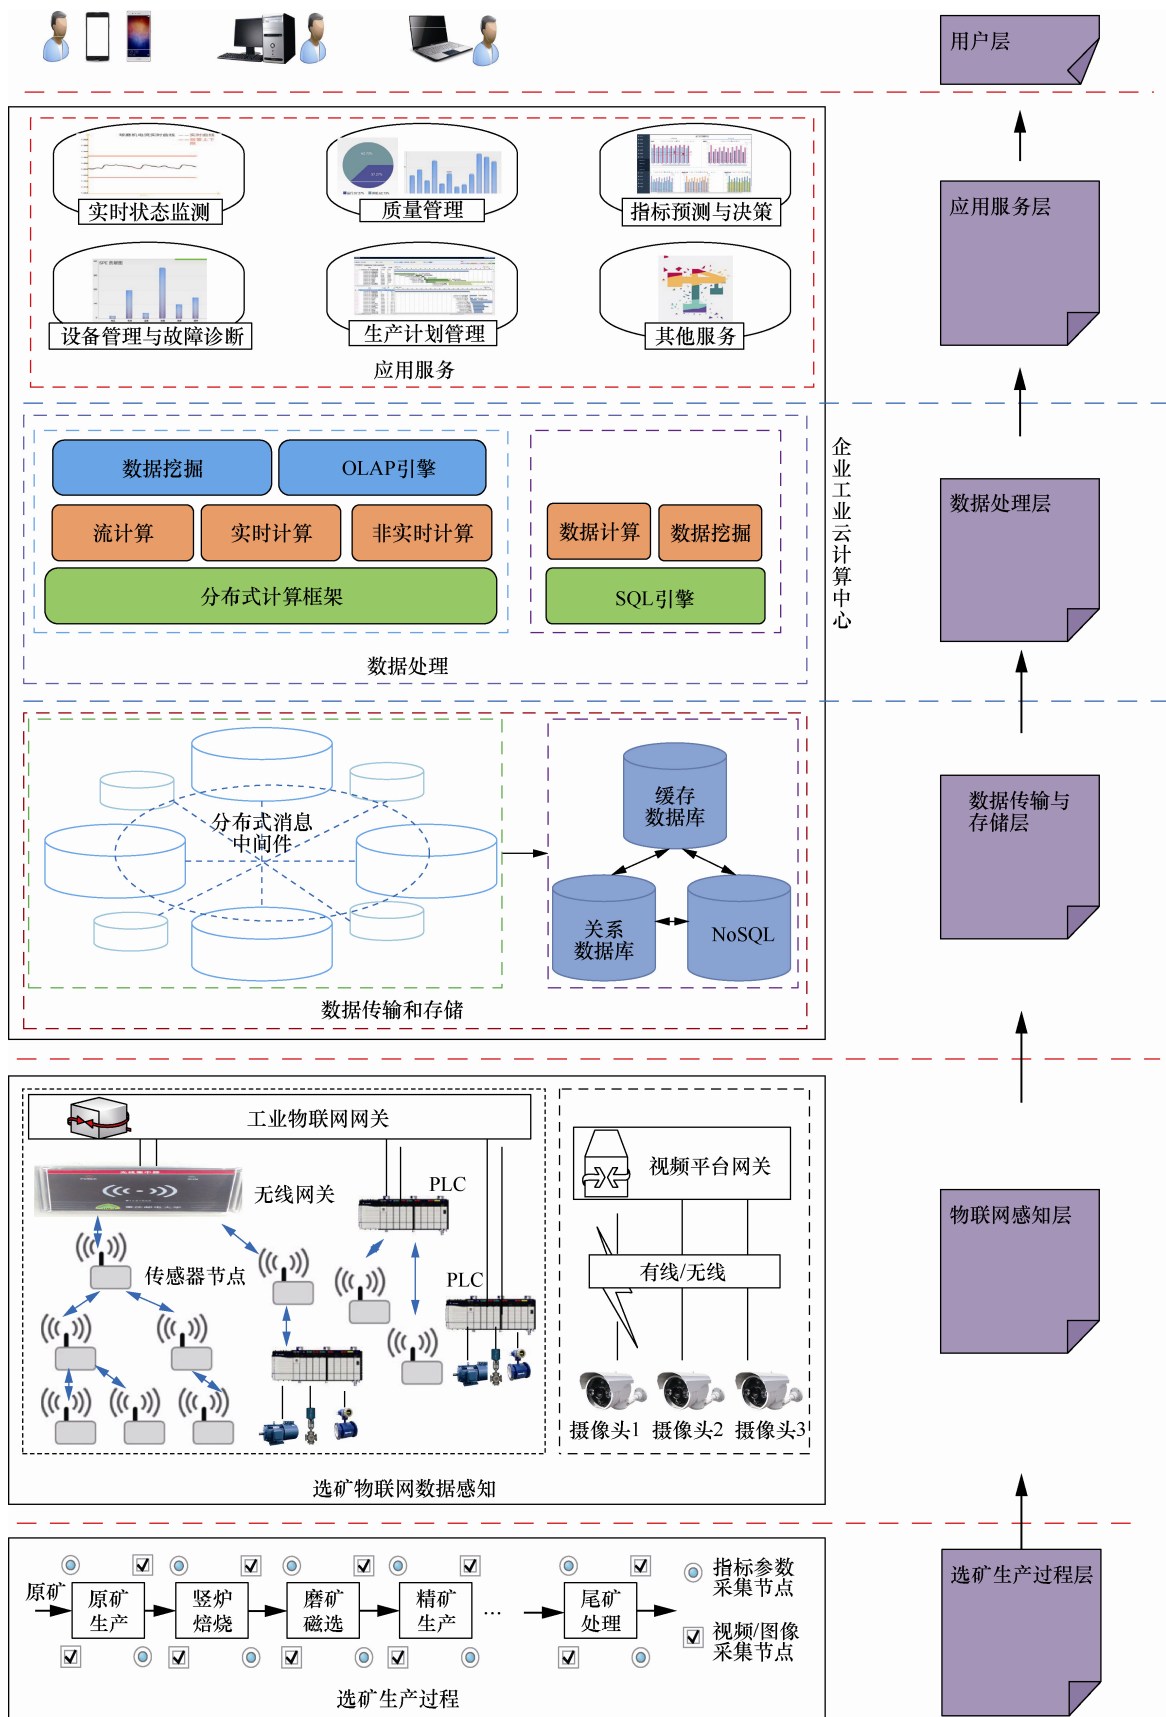 用户层
实时状态监测
质量管理
指标预测与决策
设备管理与故障诊断
生产计划管理
其他服务
应用服务
应用服务层
数据挖掘
OLAP引擎
流计算
实时计算
非实时计算
分布式计算框架
数据计算
数据挖掘
SQL引擎
数据处理
企业工业云计算中心
数据处理层
分布式消息
中间件
缓存
数据库
关系
数据库
NoSQL
数据传输和存储
数据传输与
存储层
工业物联网网关
无线网关
PLC
传感器节点
PLC
视频平台网关
有线/无线
摄像头1
摄像头2
摄像头3
选矿物联网数据感知
物联网感知层
原矿
原矿
生产
竖炉
焙烧
磨矿
磁选
精矿
生产
…
尾矿
处理
指标参数
采集节点
视频/图像
采集节点
选矿生产过程
选矿生产过程层